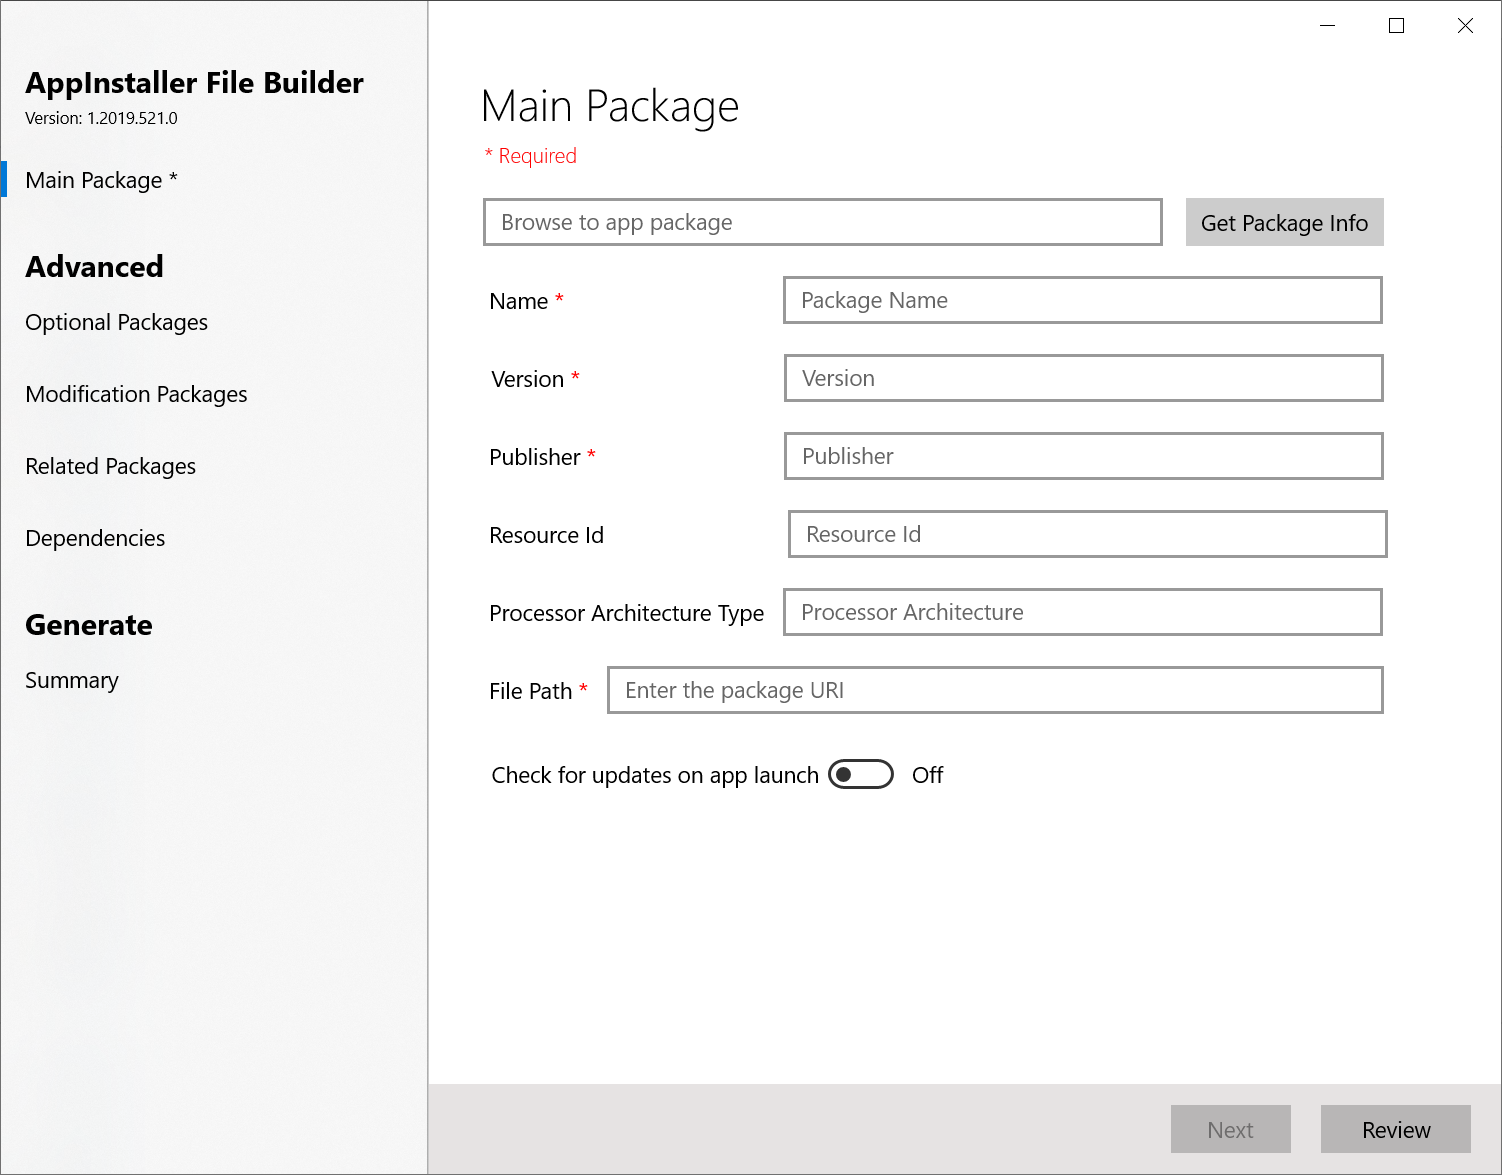 AppInstaller File Builder
Version: 1.2019.521.0
Main Package *
Advanced
Optional Packages
Modification Packages
Related Packages
Dependencies
Generate
Summary
Main Package
* Required
Browse to app package
Get Package Info
Name * Package Name
Version * Version
Publisher * Publisher
Resource Id Resource Id
Processor Architecture Type Processor Architecture
File Path * Enter the package URI
Check for updates on app launch Off
Next Review